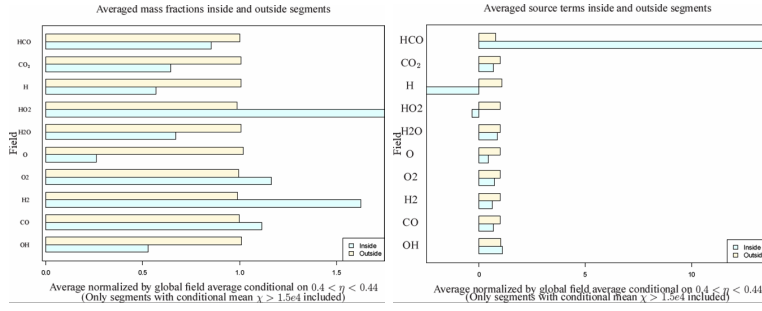 Averaged mass fractions inside and outside segments
HCO
CO₂
H
HO2
H2O
O
O2
H2
CO
OH
Field
Inside
Outside
0.0 0.5 1.0 1.5
Average normalized by global field average conditional on 0.4 < η < 0.44
(Only segments with conditional mean χ > 1.5e4 included)
Averaged source terms inside and outside segments
HCO
CO₂
H
HO2
H2O
O
O2
H2
CO
OH
Field
Inside
Outside
0 5 10
Average normalized by global field average conditional on 0.4 < η < 0.44
(Only segments with conditional mean χ > 1.5e4 included)